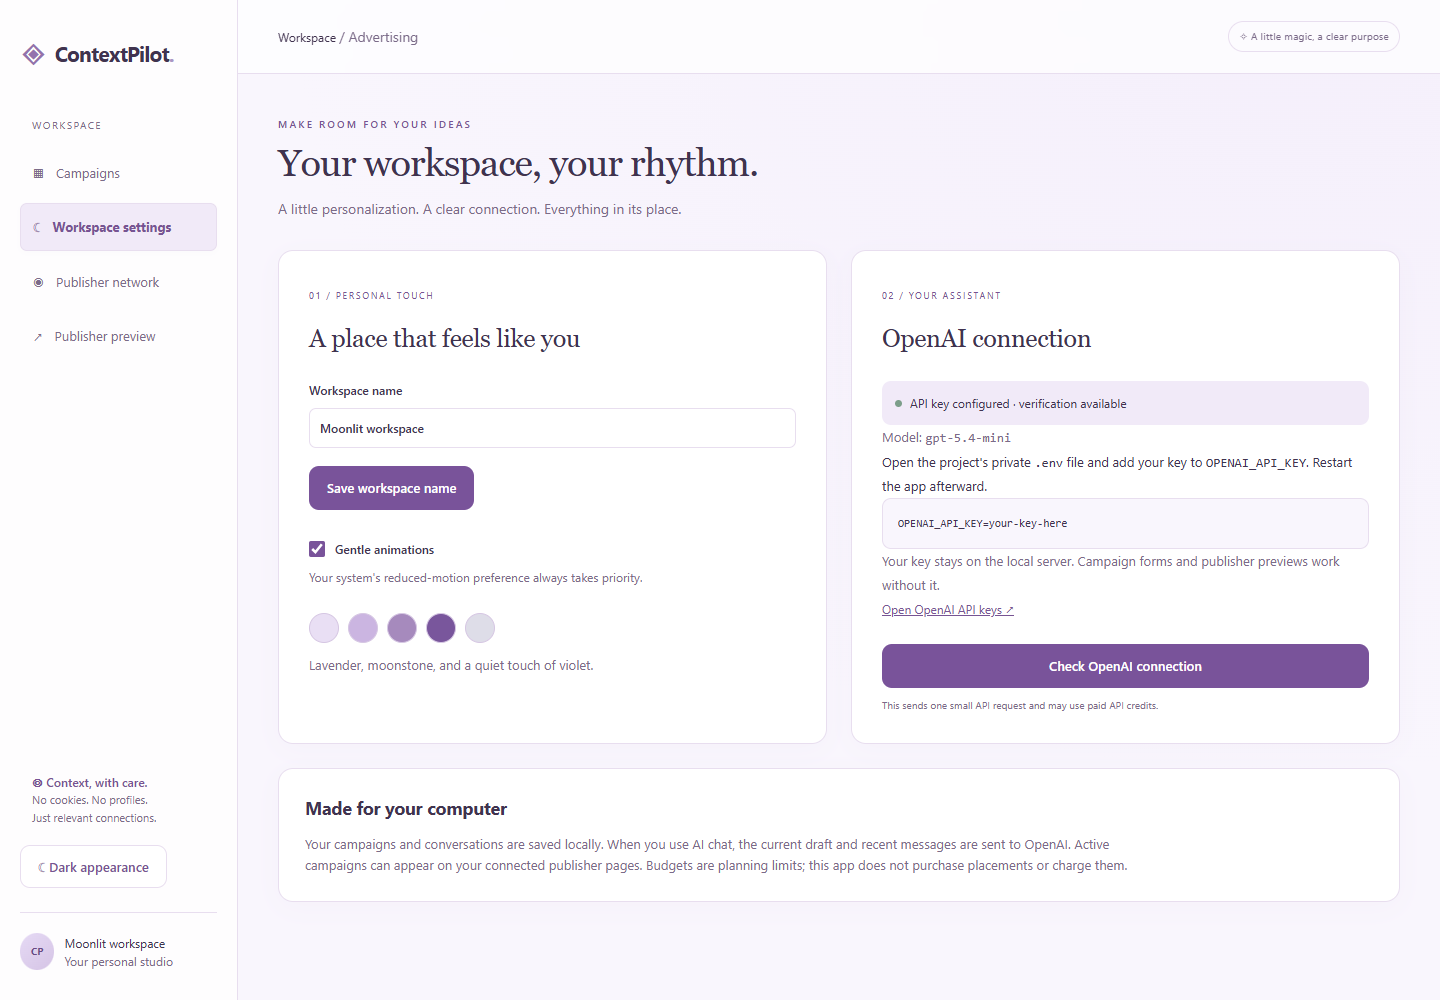 ContextPilot.
WORKSPACE
Campaigns
Workspace settings
Publisher network
Publisher preview
Context, with care.
No cookies. No profiles.
Just relevant connections.
Dark appearance
CP
Moonlit workspace
Your personal studio
Workspace / Advertising
✧ A little magic, a clear purpose
MAKE ROOM FOR YOUR IDEAS
Your workspace, your rhythm.
A little personalization. A clear connection. Everything in its place.
01 / PERSONAL TOUCH
A place that feels like you
Workspace name
Moonlit workspace
Save workspace name
Gentle animations
Your system's reduced-motion preference always takes priority.
Lavender, moonstone, and a quiet touch of violet.
02 / YOUR ASSISTANT
OpenAI connection
API key configured · verification available
Model: gpt-5.4-mini
Open the project's private .env file and add your key to OPENAI_API_KEY. Restart
the app afterward.
OPENAI_API_KEY=your-key-here
Your key stays on the local server. Campaign forms and publisher previews work
without it.
Open OpenAI API keys ↗
Check OpenAI connection
This sends one small API request and may use paid API credits.
Made for your computer
Your campaigns and conversations are saved locally. When you use AI chat, the current draft and recent messages are sent to OpenAI. Active
campaigns can appear on your connected publisher pages. Budgets are planning limits; this app does not purchase placements or charge them.